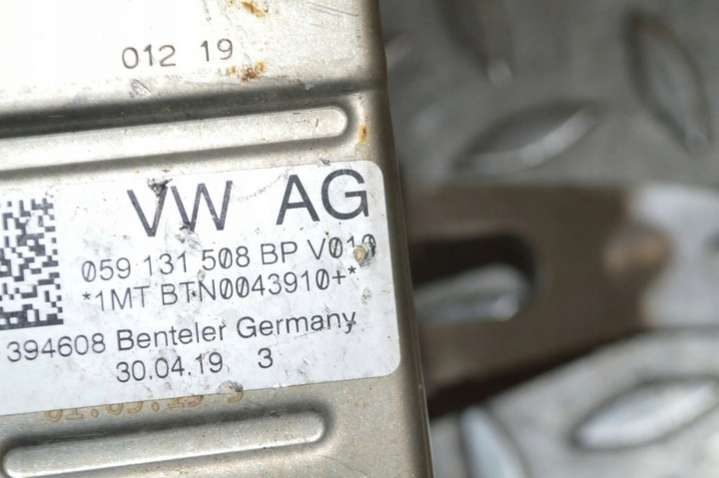 012 19
VW AG
059 131 508 BP V010
*1MT BTN0043910+*
394608 Benteler Germany
30.04.19 3